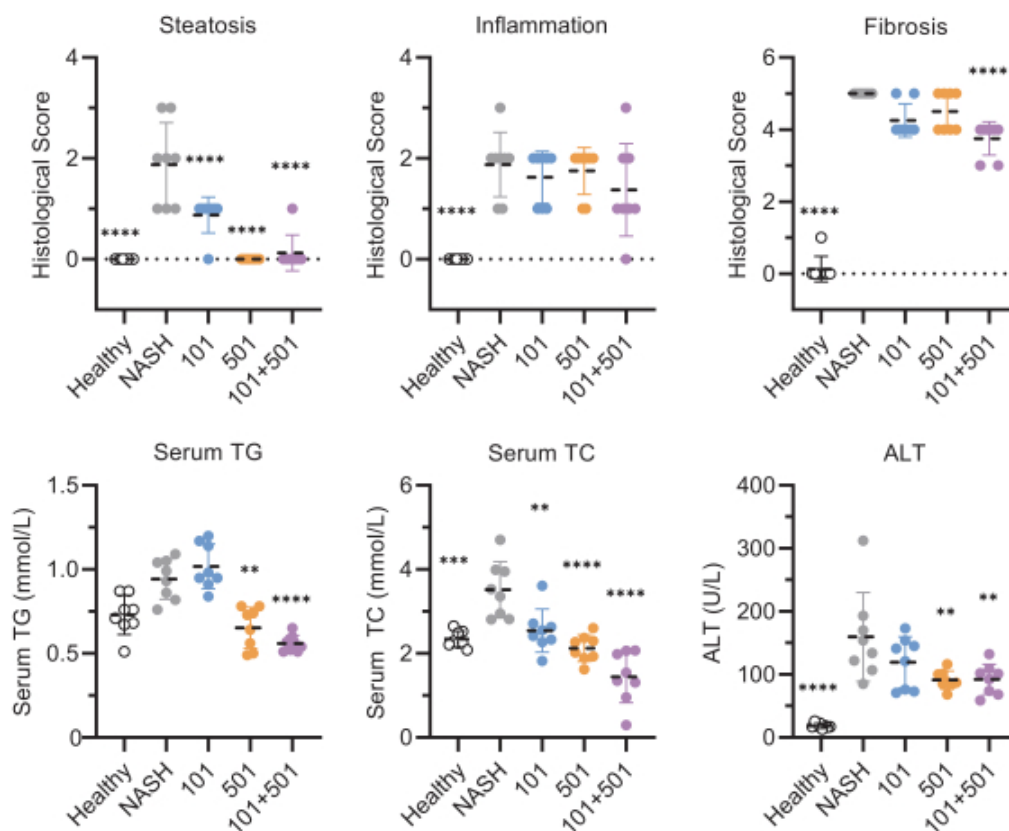 Steatosis
Histological Score
4
2
0
****
****
****
****
Healthy
NASH
101
501
101+501
Inflammation
Histological Score
4
2
0
****
Healthy
NASH
101
501
101+501
Fibrosis
Histological Score
6
4
2
0
****
****
Healthy
NASH
101
501
101+501
Serum TG
Serum TG (mmol/L)
1.5
1.0
0.5
0
**
****
Healthy
NASH
101
501
101+501
Serum TC
Serum TC (mmol/L)
6
4
2
0
***
**
****
****
Healthy
NASH
101
501
101+501
ALT
ALT (U/L)
400
300
200
100
0
****
**
**
Healthy
NASH
101
501
101+501